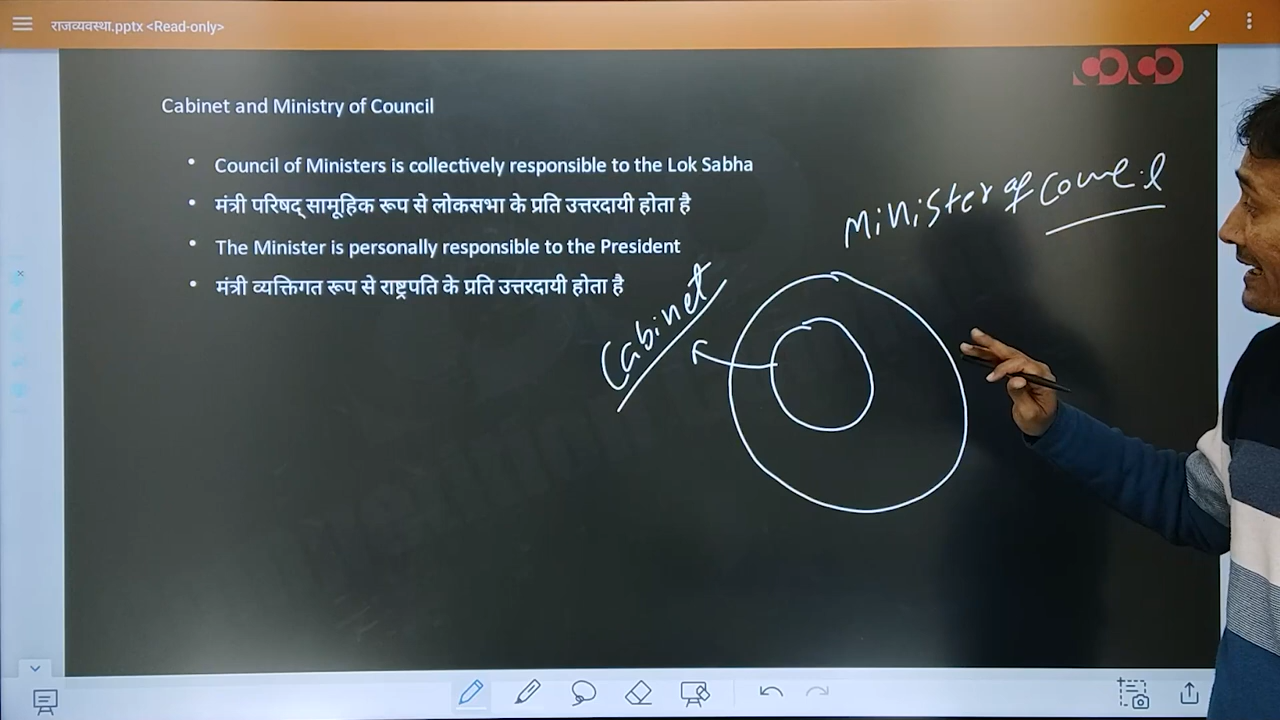 राजव्यवस्था.pptx <Read-only>
Cabinet and Ministry of Council
• Council of Ministers is collectively responsible to the Lok Sabha
• मंत्री परिषद् सामूहिक रूप से लोकसभा के प्रति उत्तरदायी होता है
• The Minister is personally responsible to the President
• मंत्री व्यक्तिगत रूप से राष्ट्रपति के प्रति उत्तरदायी होता है
Minister of Council
Cabinet